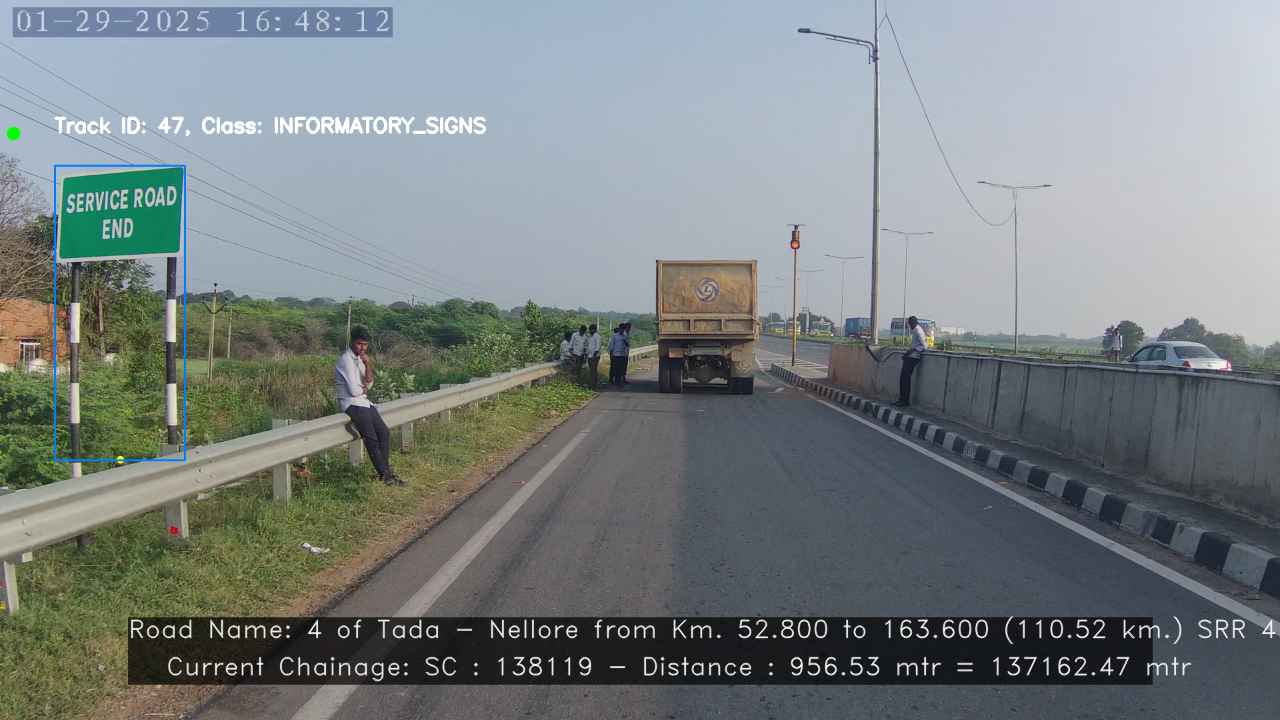 01-29-2025 16:48:12
Track ID: 47, Class: INFORMATORY_SIGNS
SERVICE ROAD
END
Road Name: 4 of Tada - Nellore from Km. 52.800 to 163.600 (110.52 km.) SRR 4
Current Chainage: SC : 138119 - Distance : 956.53 mtr = 137162.47 mtr